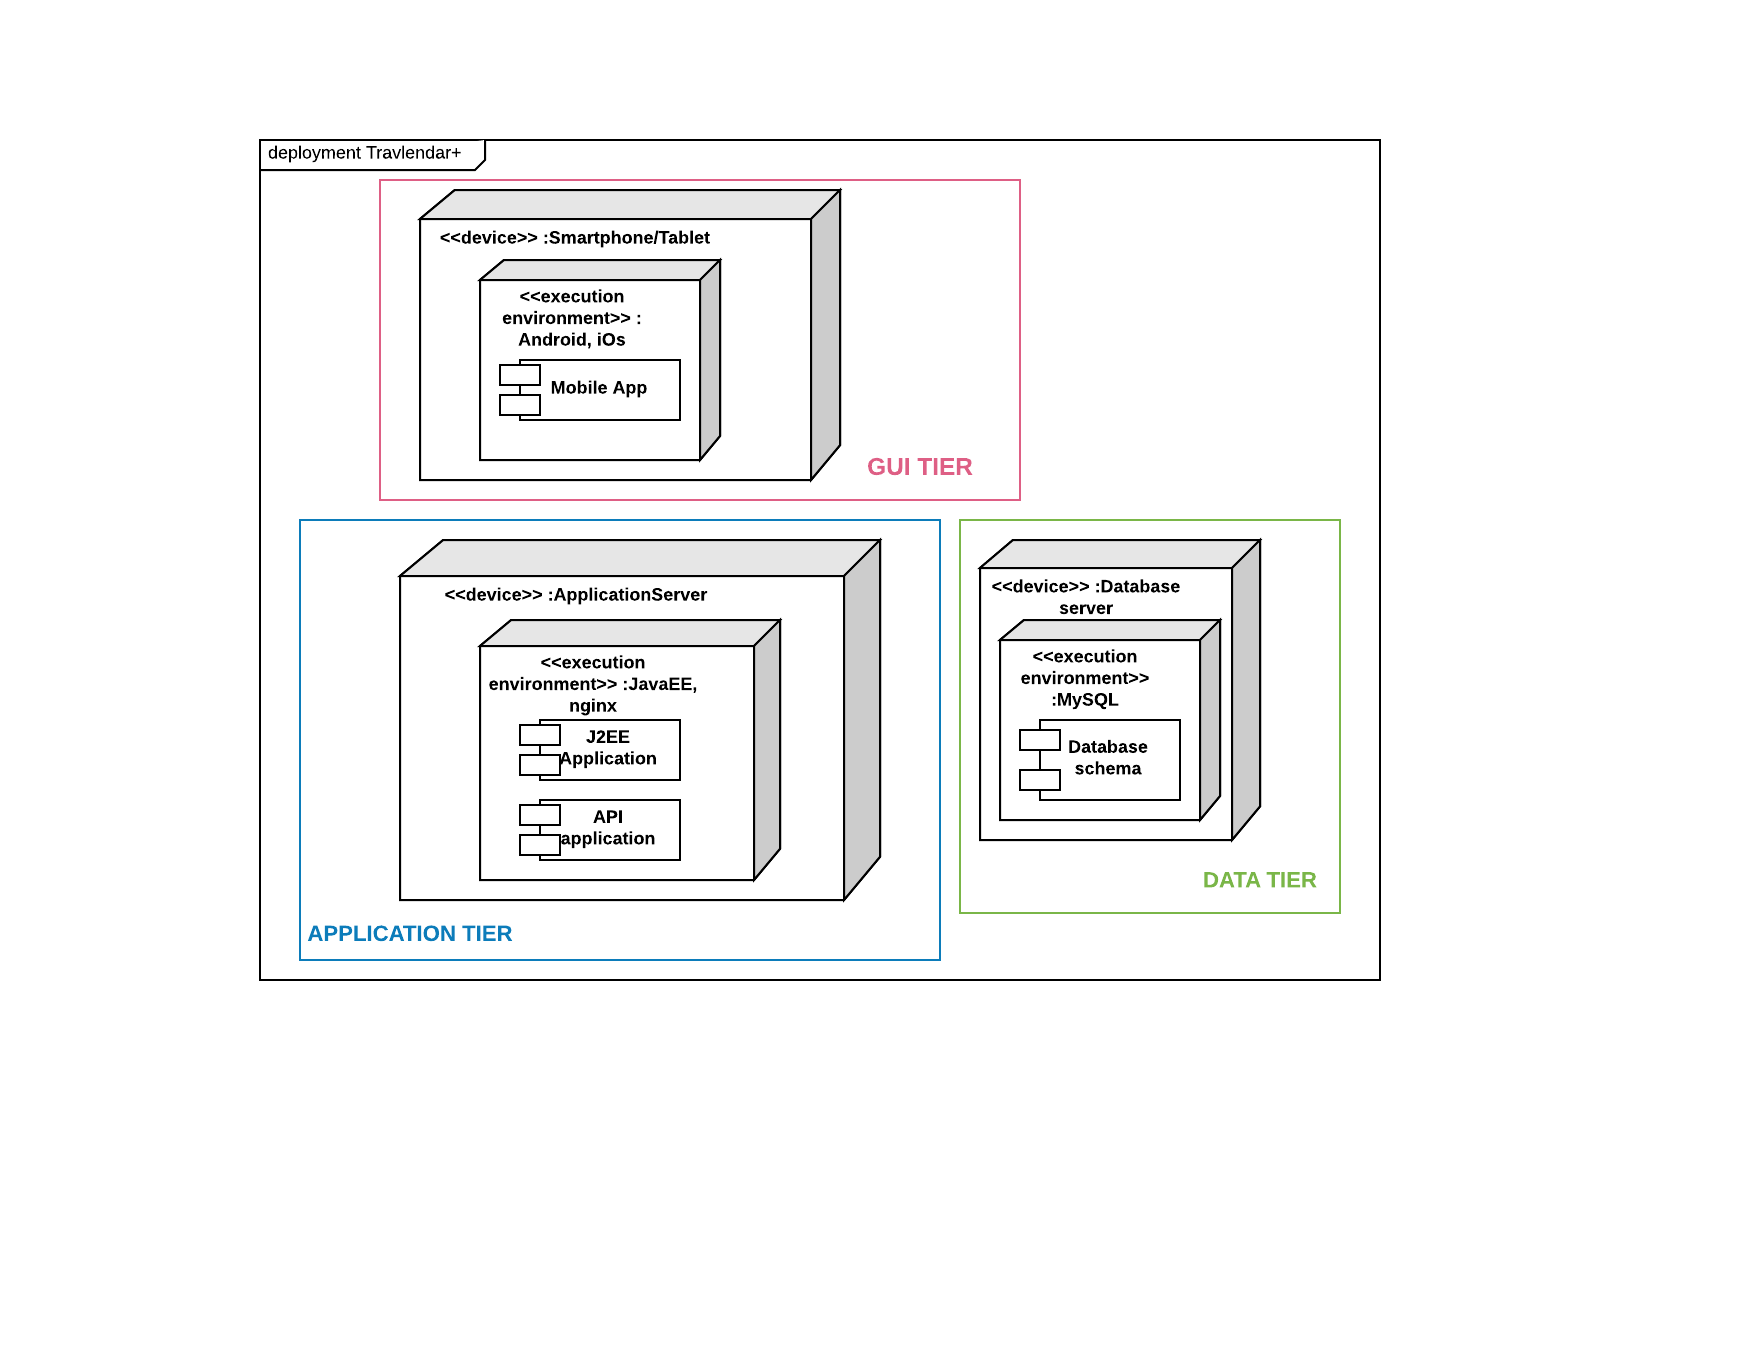 deployment Travlendar+
<<device>> :Smartphone/Tablet
<<execution
environment>> :
Android, iOs
Mobile App
GUI TIER
<<device>> :ApplicationServer
<<execution
environment>> :JavaEE,
nginx
J2EE
Application
API
application
APPLICATION TIER
<<device>> :Database
server
<<execution
environment>>
:MySQL
Database
schema
DATA TIER